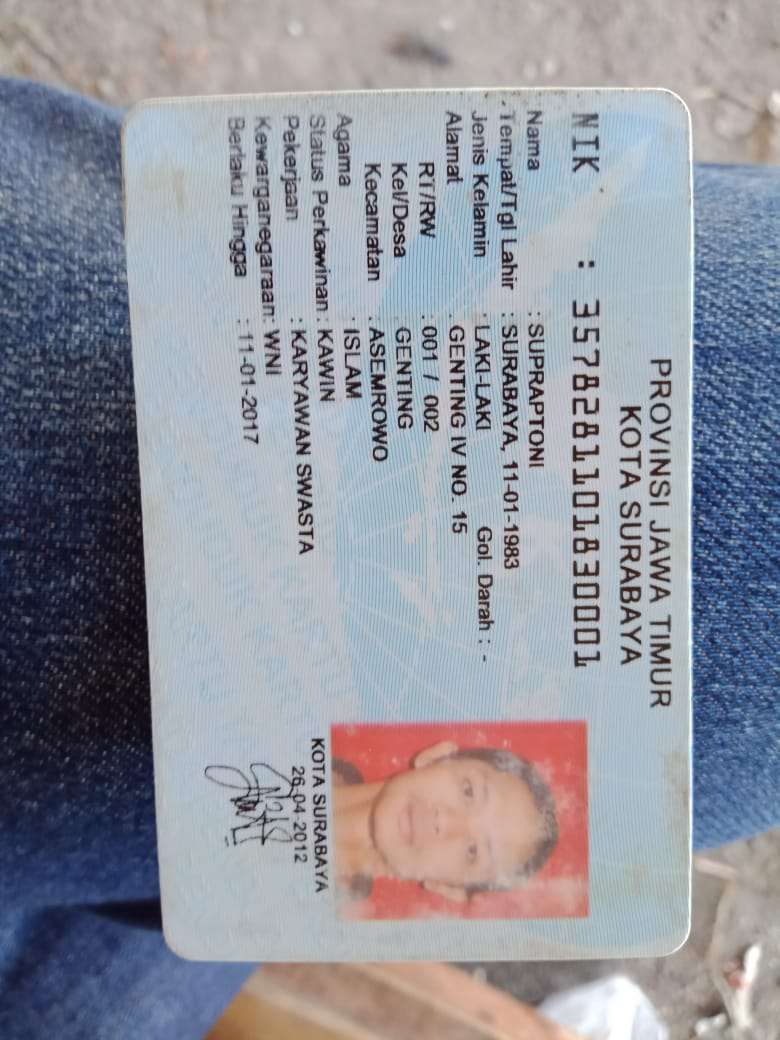 PROVINSI JAWA TIMUR
KOTA SURABAYA
NIK : 3578281101830001
Nama : SUPRAPTONI
Tempat/Tgl Lahir : SURABAYA, 11-01-1983
Jenis Kelamin : LAKI-LAKI Gol. Darah : -
Alamat : GENTING IV NO. 15
RT/RW : 001 / 002
Kel/Desa : GENTING
Kecamatan : ASEMROWO
Agama : ISLAM
Status Perkawinan : KAWIN
Pekerjaan : KARYAWAN SWASTA
Kewarganegaraan: WNI
Berlaku Hingga : 11-01-2017
KOTA SURABAYA
26-04-2012